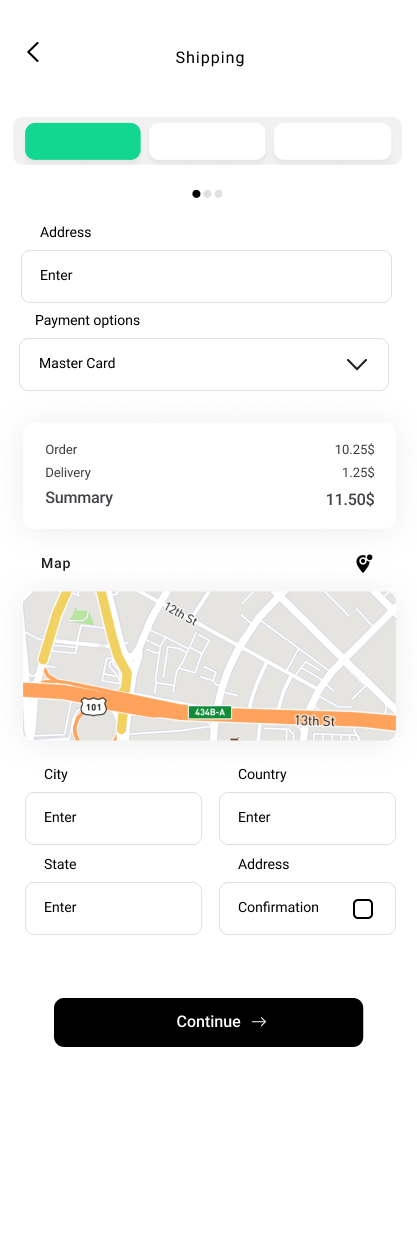 Shipping
Address
Enter
Payment options
Master Card
Order 10.25$
Delivery 1.25$
Summary 11.50$
Map
12th St
101
434B-A
13th St
City Country
Enter Enter
State Address
Enter Confirmation
Continue